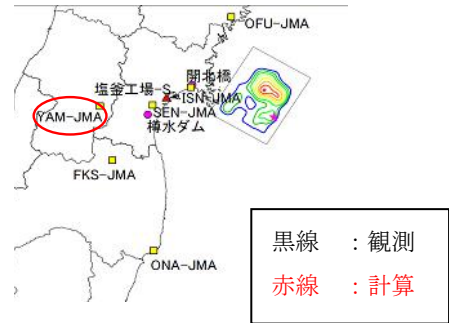 OFU-JMA
開北橋
塩釜工場-S
ISN-JMA
YAM-JMA
SEN-JMA
樽水ダム
FKS-JMA
ONA-JMA
黒線 ：観測
赤線 ：計算